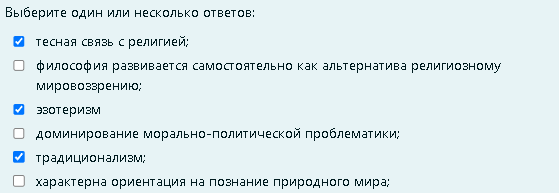 Выберите один или несколько ответов:
тесная связь с религией;
философия развивается самостоятельно как альтернатива религиозному
мировоззрению;
эзотеризм
доминирование морально-политической проблематики;
традиционализм;
характерна ориентация на познание природного мира;